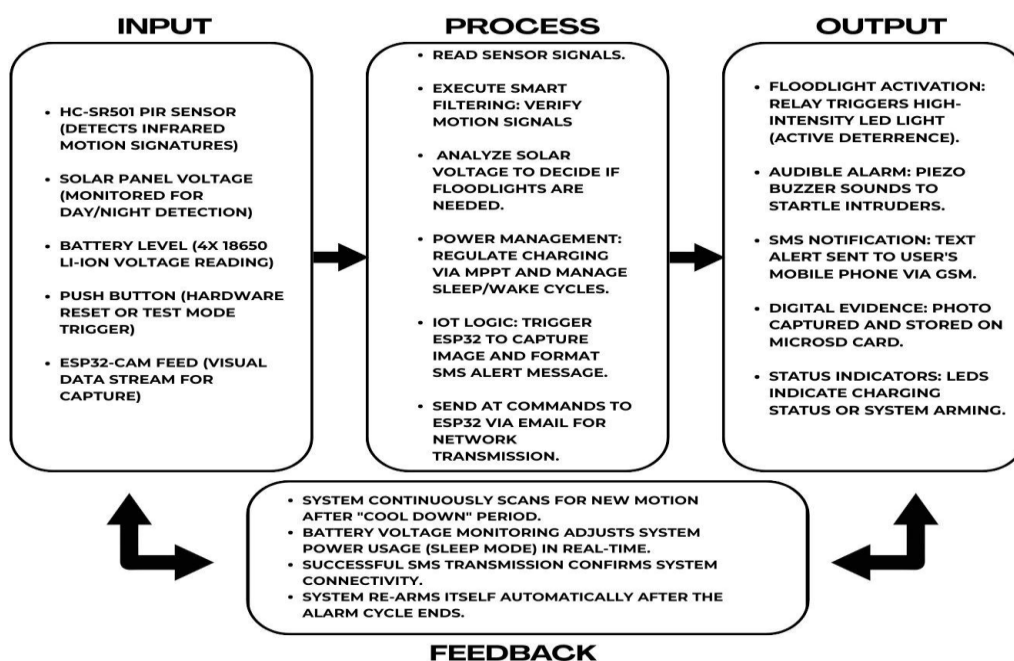 INPUT
• HC-SR501 PIR SENSOR
(DETECTS INFRARED
MOTION SIGNATURES)
• SOLAR PANEL VOLTAGE
(MONITORED FOR
DAY/NIGHT DETECTION)
• BATTERY LEVEL (4X 18650
LI-ION VOLTAGE READING)
• PUSH BUTTON (HARDWARE
RESET OR TEST MODE
TRIGGER)
• ESP32-CAM FEED (VISUAL
DATA STREAM FOR
CAPTURE)
PROCESS
• READ SENSOR SIGNALS.
• EXECUTE SMART
FILTERING: VERIFY
MOTION SIGNALS
• ANALYZE SOLAR
VOLTAGE TO DECIDE IF
FLOODLIGHTS ARE
NEEDED.
• POWER MANAGEMENT:
REGULATE CHARGING
VIA MPPT AND MANAGE
SLEEP/WAKE CYCLES.
• IOT LOGIC: TRIGGER
ESP32 TO CAPTURE
IMAGE AND FORMAT
SMS ALERT MESSAGE.
• SEND AT COMMANDS TO
ESP32 VIA EMAIL FOR
NETWORK
TRANSMISSION.
OUTPUT
• FLOODLIGHT ACTIVATION:
RELAY TRIGGERS HIGH-
INTENSITY LED LIGHT
(ACTIVE DETERRENCE).
• AUDIBLE ALARM: PIEZO
BUZZER SOUNDS TO
STARTLE INTRUDERS.
• SMS NOTIFICATION: TEXT
ALERT SENT TO USER'S
MOBILE PHONE VIA GSM.
• DIGITAL EVIDENCE: PHOTO
CAPTURED AND STORED ON
MICROSD CARD.
• STATUS INDICATORS: LEDS
INDICATE CHARGING
STATUS OR SYSTEM ARMING.
• SYSTEM CONTINUOUSLY SCANS FOR NEW MOTION
AFTER "COOL DOWN" PERIOD.
• BATTERY VOLTAGE MONITORING ADJUSTS SYSTEM
POWER USAGE (SLEEP MODE) IN REAL-TIME.
• SUCCESSFUL SMS TRANSMISSION CONFIRMS SYSTEM
CONNECTIVITY.
• SYSTEM RE-ARMS ITSELF AUTOMATICALLY AFTER THE
ALARM CYCLE ENDS.
FEEDBACK